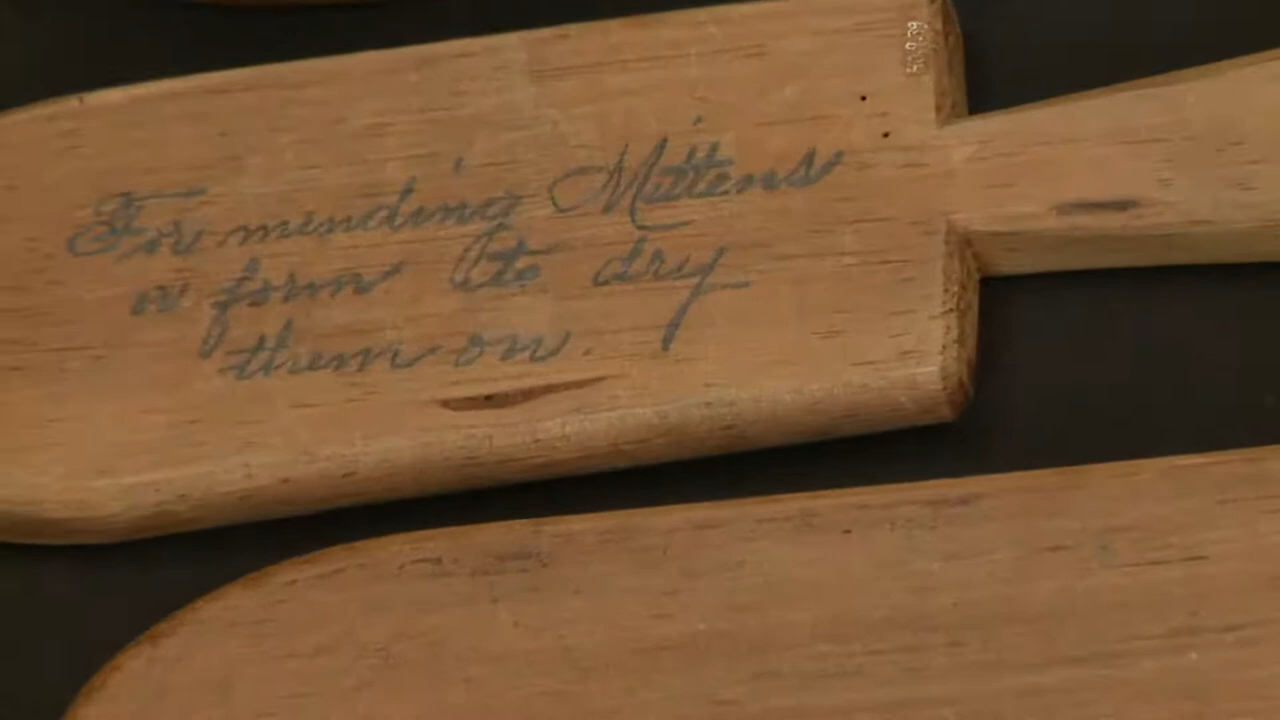 For mending Mittens
or form to dry
them on.